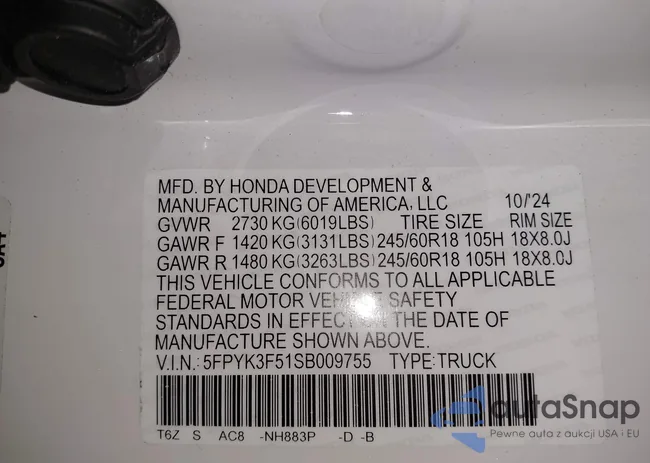 MFD. BY HONDA DEVELOPMENT &
MANUFACTURING OF AMERICA, LLC 10/'24
GVWR 2730 KG(6019LBS) TIRE SIZE RIM SIZE
GAWR F 1420 KG(3131LBS) 245/60R18 105H 18X8.0J
GAWR R 1480 KG(3263LBS) 245/60R18 105H 18X8.0J
THIS VEHICLE CONFORMS TO ALL APPLICABLE
FEDERAL MOTOR VEHICLE SAFETY
STANDARDS IN EFFECT ON THE DATE OF
MANUFACTURE SHOWN ABOVE.
V.I.N.:5FPYK3F51SB009755 TYPE:TRUCK
T6Z S AC8 -NH883P -D -B
autoSnap
Pewne auta z aukcji USA i EU